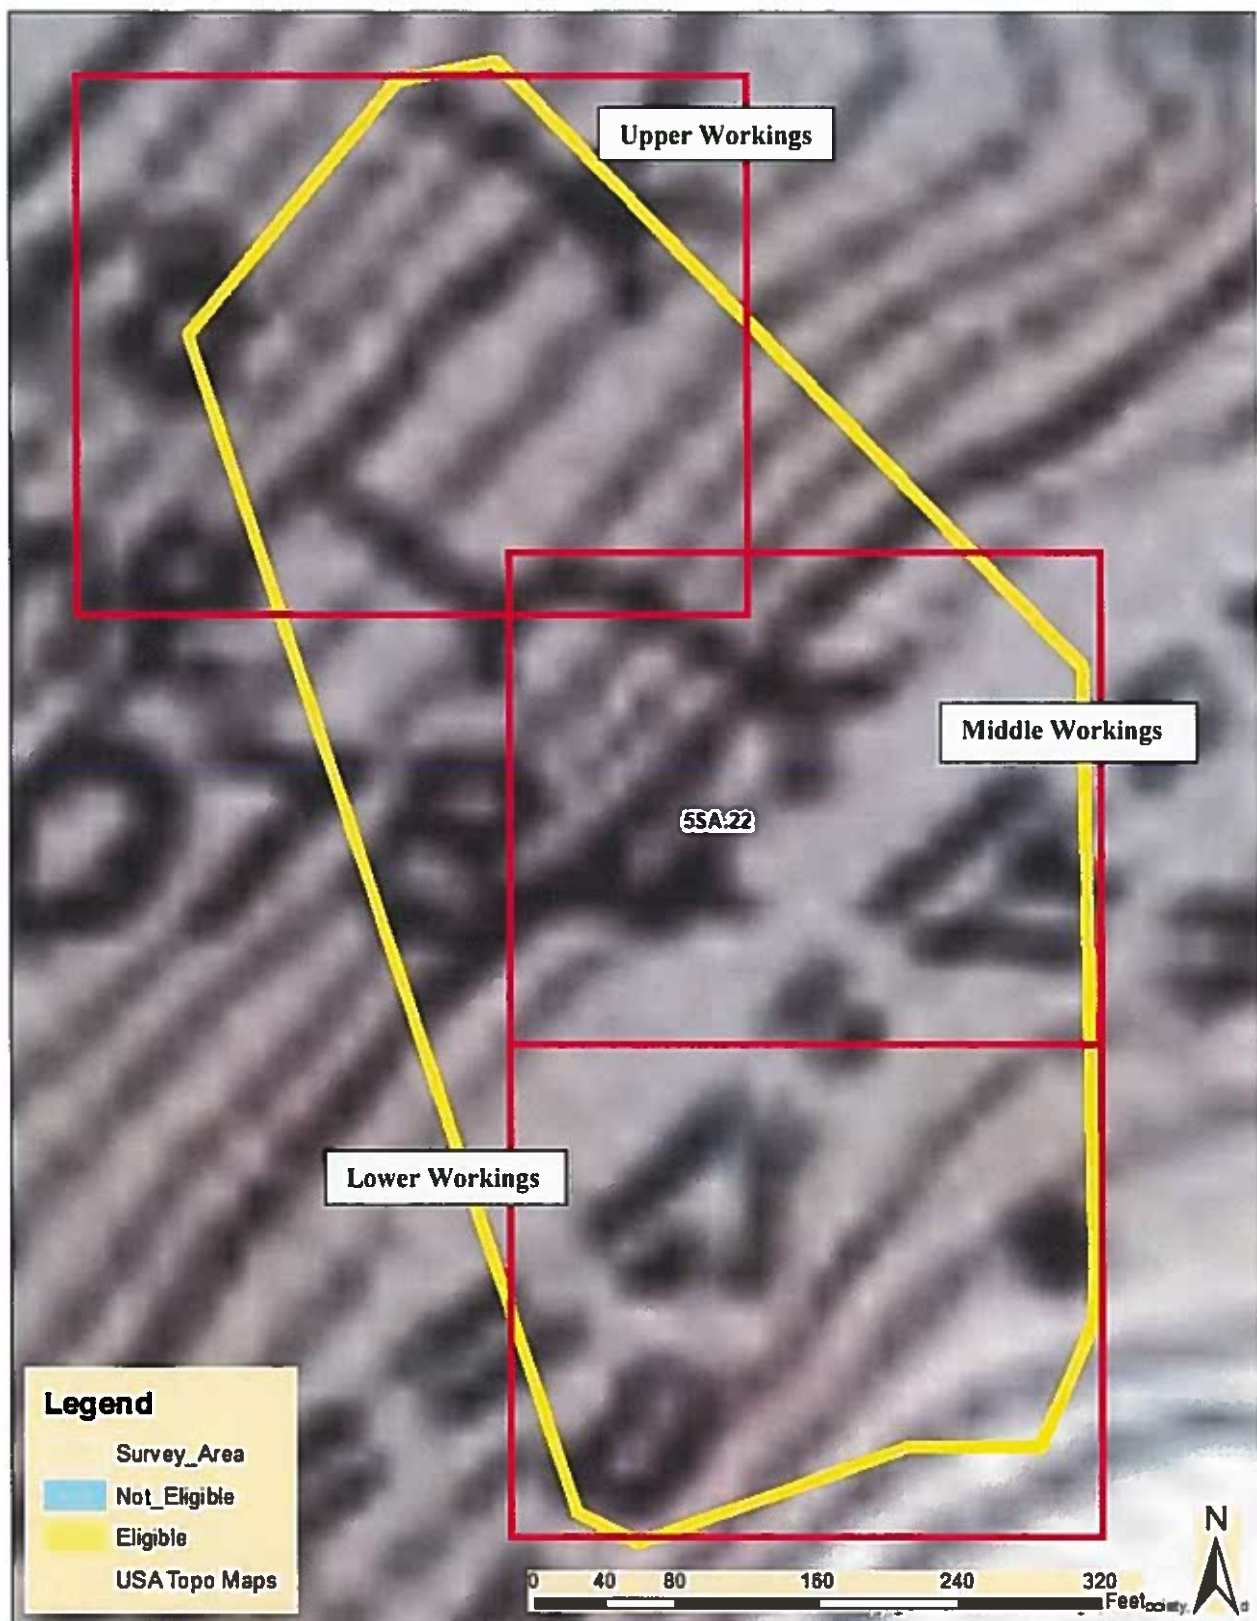 Upper Workings
Middle Workings
5SA.22
Lower Workings
Legend
Survey_Area
Not_Eligible
Eligible
USA Topo Maps
N
0 40 80 160 240 320
Feet